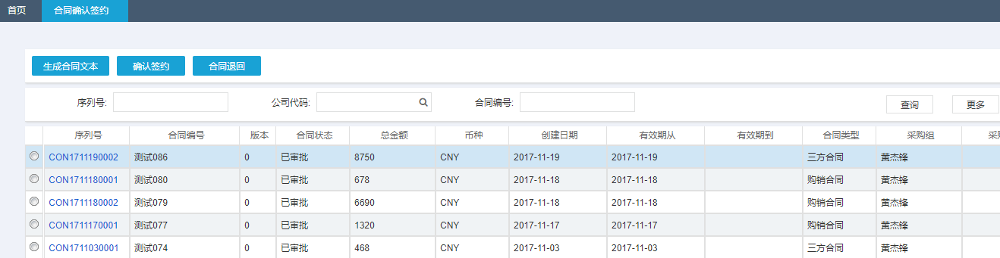 首页 合同确认签约
生成合同文本 确认签约 合同退回
序列号: 公司代码: 合同编号: 查询 更多
序列号 合同编号 版本 合同状态 总金额 币种 创建日期 有效期从 有效期到 合同类型 采购组
CON1711190002 测试086 0 已审批 8750 CNY 2017-11-19 2017-11-19 三方合同 黄杰锋
CON1711180001 测试080 0 已审批 678 CNY 2017-11-18 2017-11-18 购销合同 黄杰锋
CON1711180002 测试079 0 已审批 6690 CNY 2017-11-18 2017-11-18 购销合同 黄杰锋
CON1711170001 测试077 0 已审批 1320 CNY 2017-11-17 2017-11-17 购销合同 黄杰锋
CON1711030001 测试074 0 已审批 468 CNY 2017-11-03 2017-11-03 三方合同 黄杰锋